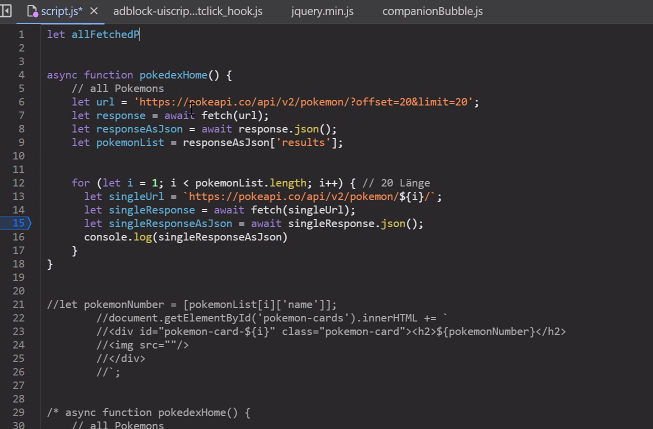 script.js* × adblock-uiscrip…tclick_hook.js jquery.min.js companionBubble.js
1 let allFetchedP
2
3
4 async function pokedexHome() {
5 // all Pokemons
6 let url = 'https://pokeapi.co/api/v2/pokemon/?offset=20&limit=20';
7 let response = await fetch(url);
8 let responseAsJson = await response.json();
9 let pokemonList = responseAsJson['results'];
10
11
12 for (let i = 1; i < pokemonList.length; i++) { // 20 Länge
13 let singleUrl = `https://pokeapi.co/api/v2/pokemon/${i}/`;
14 let singleResponse = await fetch(singleUrl);
15 let singleResponseAsJson = await singleResponse.json();
16 console.log(singleResponseAsJson)
17 }
18 }
19
20
21 //let pokemonNumber = [pokemonList[i]['name']];
22 //document.getElementById('pokemon-cards').innerHTML += `
23 //<div id="pokemon-card-${i}" class="pokemon-card"><h2>${pokemonNumber}</h2>
24 //<img src=""/>
25 //</div>
26 //`;
27
28
29 /* async function pokedexHome() {
30 // all Pokemons